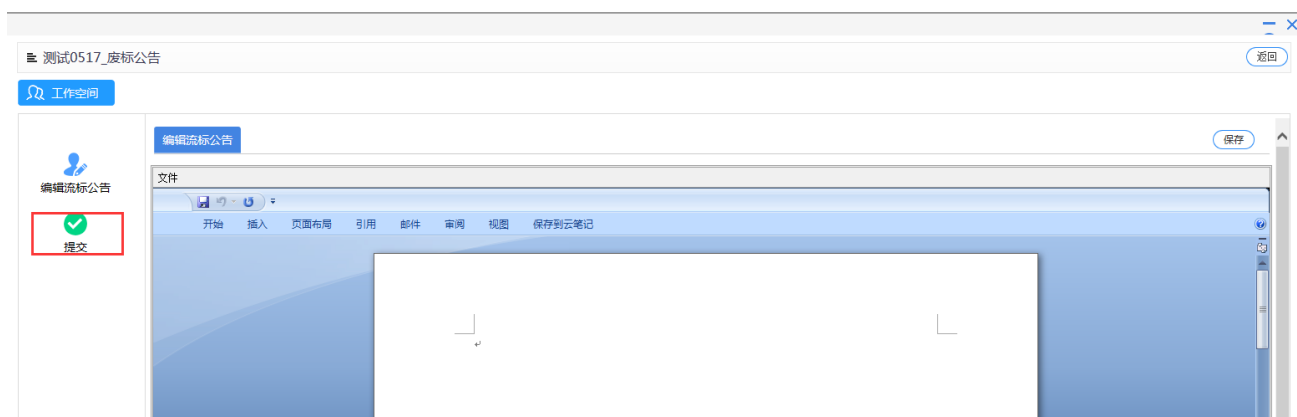 测试0517_废标公告
返回
工作空间
编辑流标公告
保存
编辑流标公告
提交
文件
开始 插入 页面布局 引用 邮件 审阅 视图 保存到云笔记